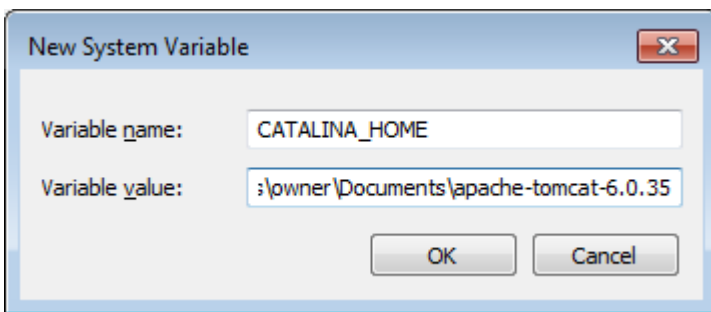 New System Variable
Variable name: CATALINA_HOME
Variable value: s\owner\Documents\apache-tomcat-6.0.35
OK Cancel